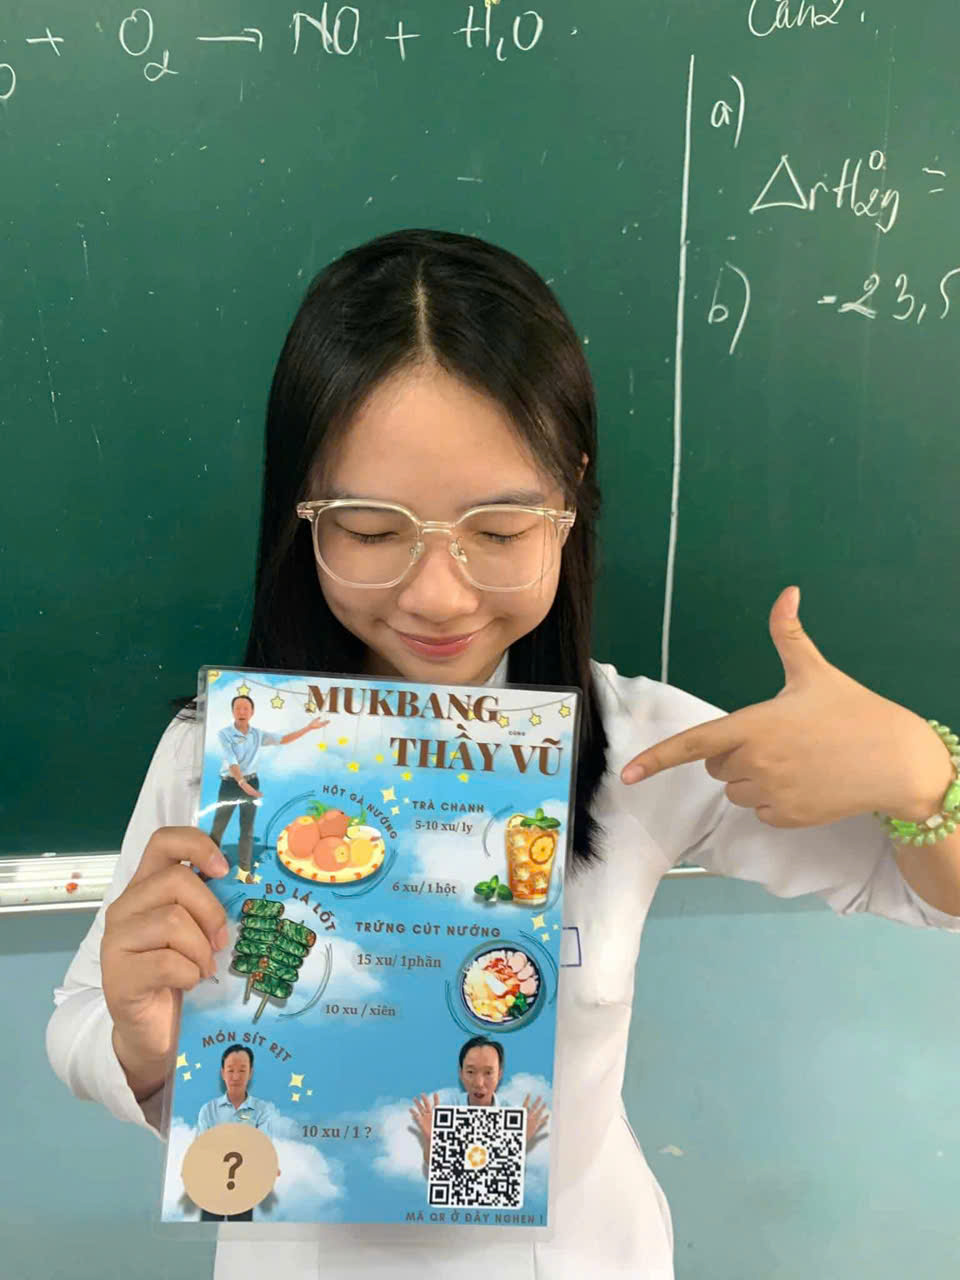 + O₂ → NO + H₂O.
Câu 2.
a)
ΔrH⁰₂₉ =
b) -23,5
MUKBANG
CÙNG
THẦY VŨ
HỘT GÀ NƯỚNG
TRÀ CHANH
5-10 xu/ ly
6 xu/ 1 hột
BÒ LÁ LỐT
TRỨNG CÚT NƯỚNG
15 xu/ 1phần
10 xu / xiên
MÓN SÍT RỊT
10 xu / 1 ?
?
MÃ QR Ở ĐÂY NGHEN !